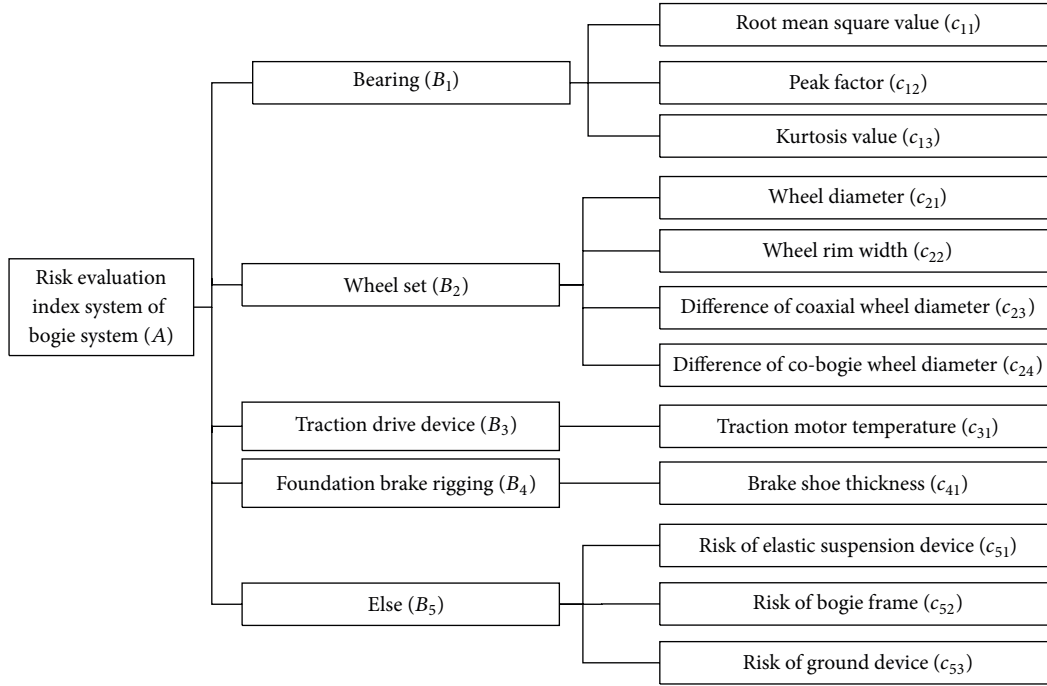 Root mean square value (c11)
Bearing (B1)
Peak factor (c12)
Kurtosis value (c13)
Wheel diameter (c21)
Wheel rim width (c22)
Risk evaluation
index system of
bogie system (A)
Wheel set (B2)
Difference of coaxial wheel diameter (c23)
Difference of co-bogie wheel diameter (c24)
Traction drive device (B3)
Traction motor temperature (c31)
Foundation brake rigging (B4)
Brake shoe thickness (c41)
Risk of elastic suspension device (c51)
Else (B5)
Risk of bogie frame (c52)
Risk of ground device (c53)